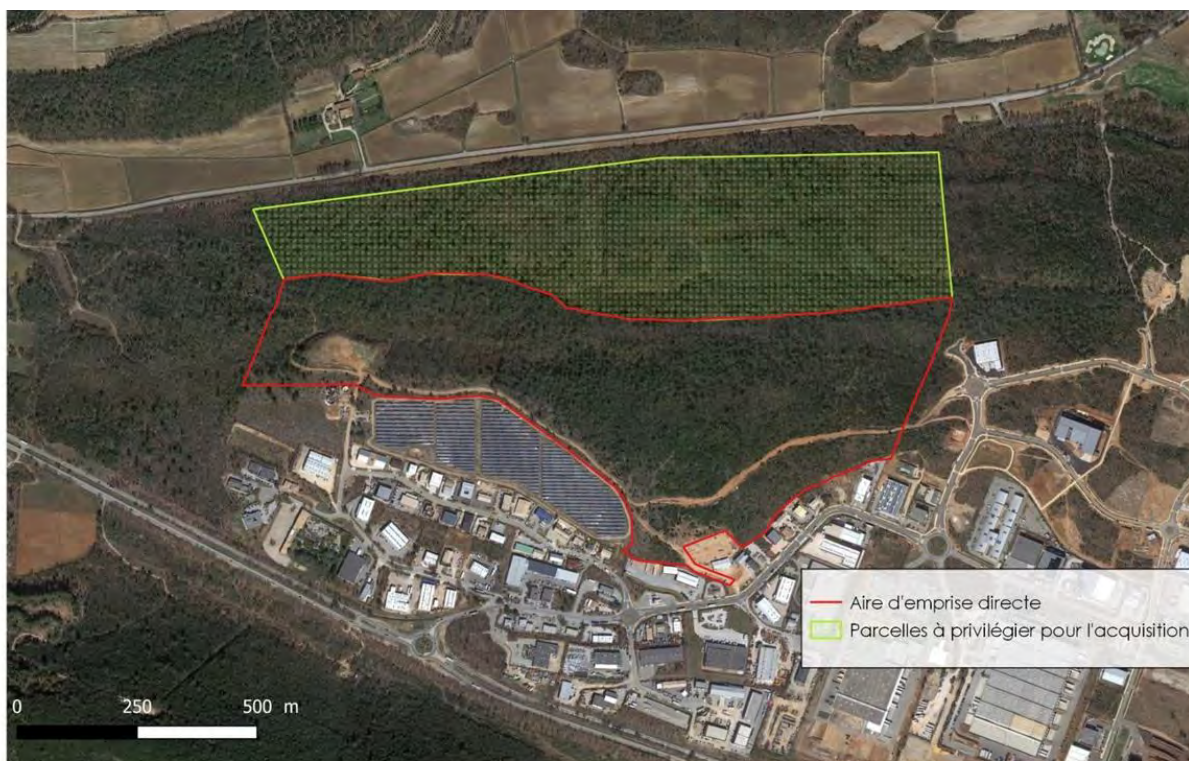 Aire d'emprise directe
Parcelles à privilégier pour l'acquisition
0 250 500 m